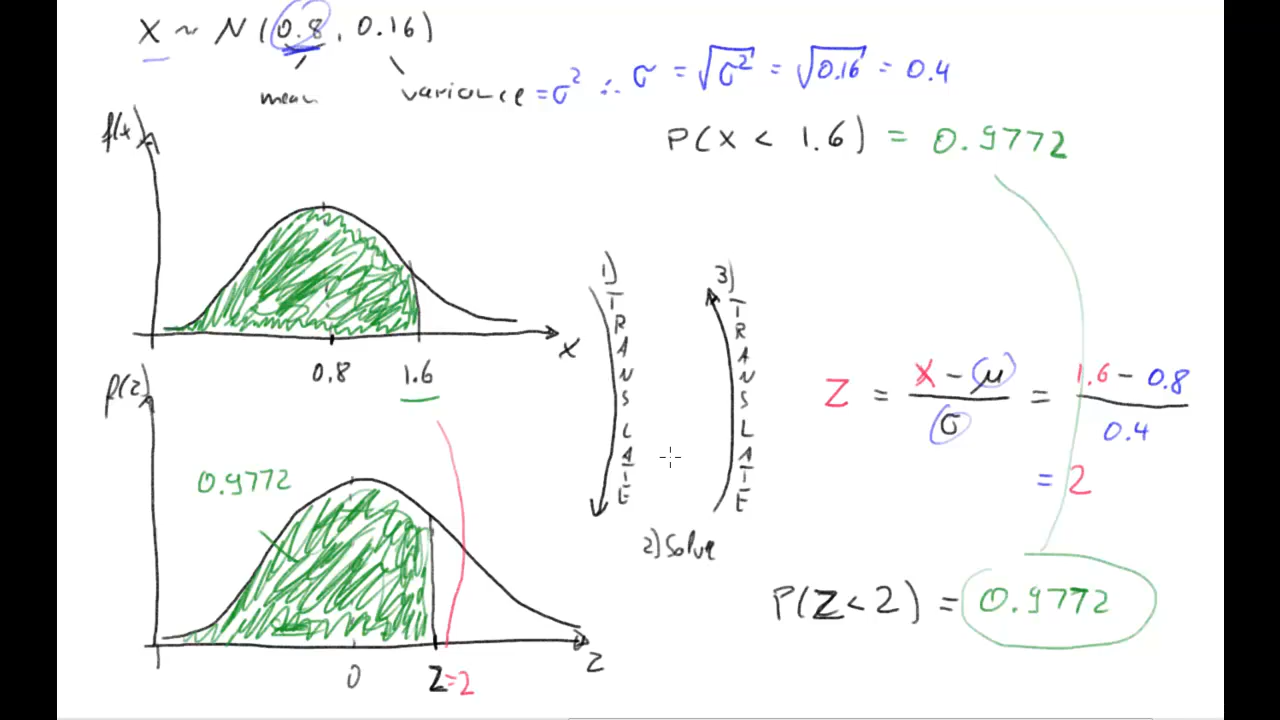 X ~ N(0.8, 0.16)
mean
variance = σ² ∴ σ = √σ² = √0.16 = 0.4
f(x)
P(X < 1.6) = 0.9772
1) TRANSLATE
3) TRANSLATE
x
0.8
1.6
f(z)
Z = (X - μ)/σ = (1.6 - 0.8)/0.4
= 2
0.9772
2) Solve
P(Z < 2) = 0.9772
z
0
Z = 2